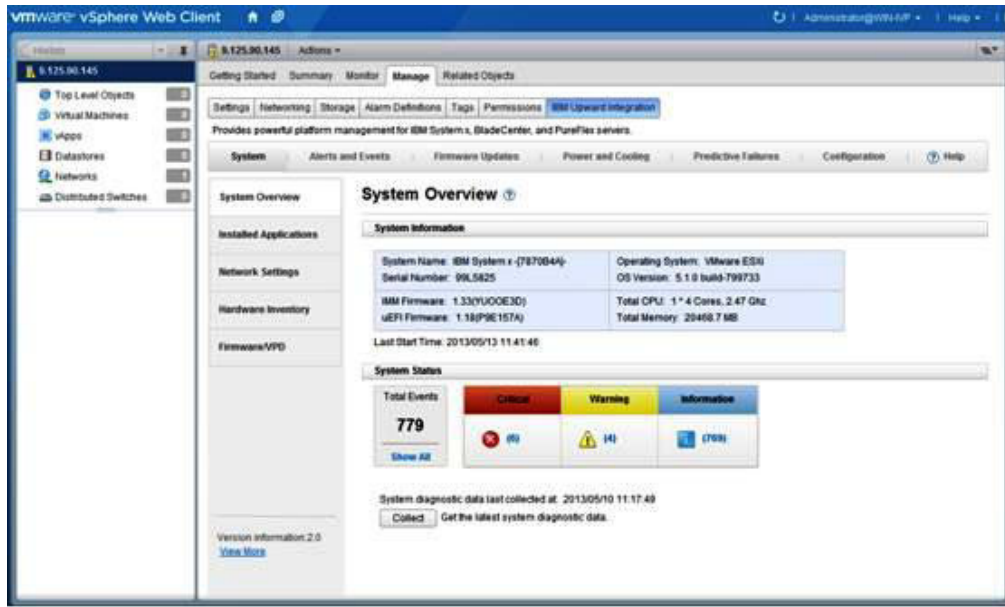 vmware vSphere Web Client
Administrator@WIN-IVF
Help
History
9.125.90.145
Top Level Objects
Virtual Machines
vApps
Datastores
Networks
Distributed Switches
9.125.90.145 Actions
Getting Started Summary Monitor Manage Related Objects
Settings Networking Storage Alarm Definitions Tags Permissions IBM Upward Integration
Provides powerful platform management for IBM System x, BladeCenter, and PureFlex servers.
System Alerts and Events Firmware Updates Power and Cooling Predictive Failures Configuration Help
System Overview
Installed Applications
Network Settings
Hardware Inventory
Firmware/VPD
Version information:2.0
View More
System Overview
System Information
System Name: IBM System x -[7870B4A]-
Serial Number: 99L5825
Operating System: VMware ESXi
OS Version: 5.1.0 build-799733
IMM Firmware: 1.33(YUOOE3D)
uEFI Firmware: 1.18(P9E157A)
Total CPU: 1 * 4 Cores, 2.47 Ghz
Total Memory: 20468.7 MB
Last Start Time: 2013/05/13 11:41:46
System Status
Total Events
779
Show All
Critical Warning Information
(6) (4) (769)
System diagnostic data last collected at: 2013/05/10 11:17:49
Collect Get the latest system diagnostic data.